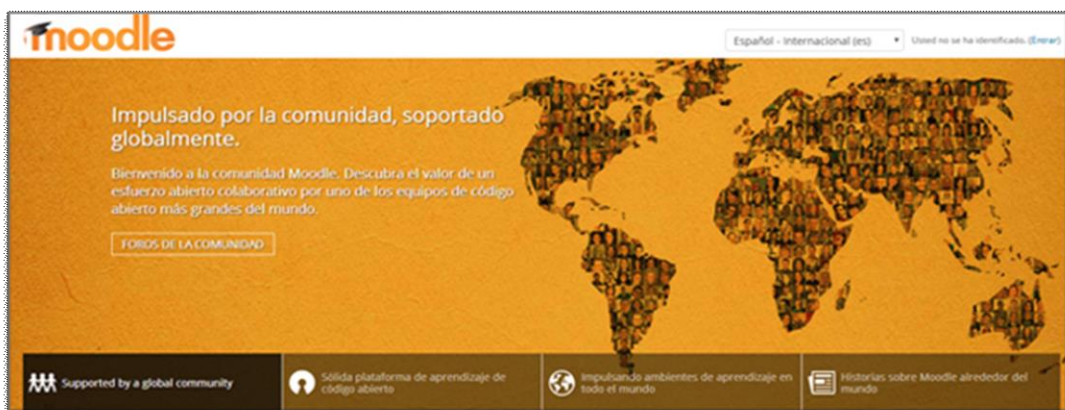 moodle
Español - Internacional (es)
Usted no se ha identificado. (Entrar)
Impulsado por la comunidad, soportado
globalmente.
Bienvenido a la comunidad Moodle. Descubra el valor de un
esfuerzo abierto colaborativo por uno de los equipos de código
abierto más grandes del mundo.
FOROS DE LA COMUNIDAD
Supported by a global community
Sólida plataforma de aprendizaje de
código abierto
Impulsando ambientes de aprendizaje en
todo el mundo
Historias sobre Moodle alrededor del
mundo